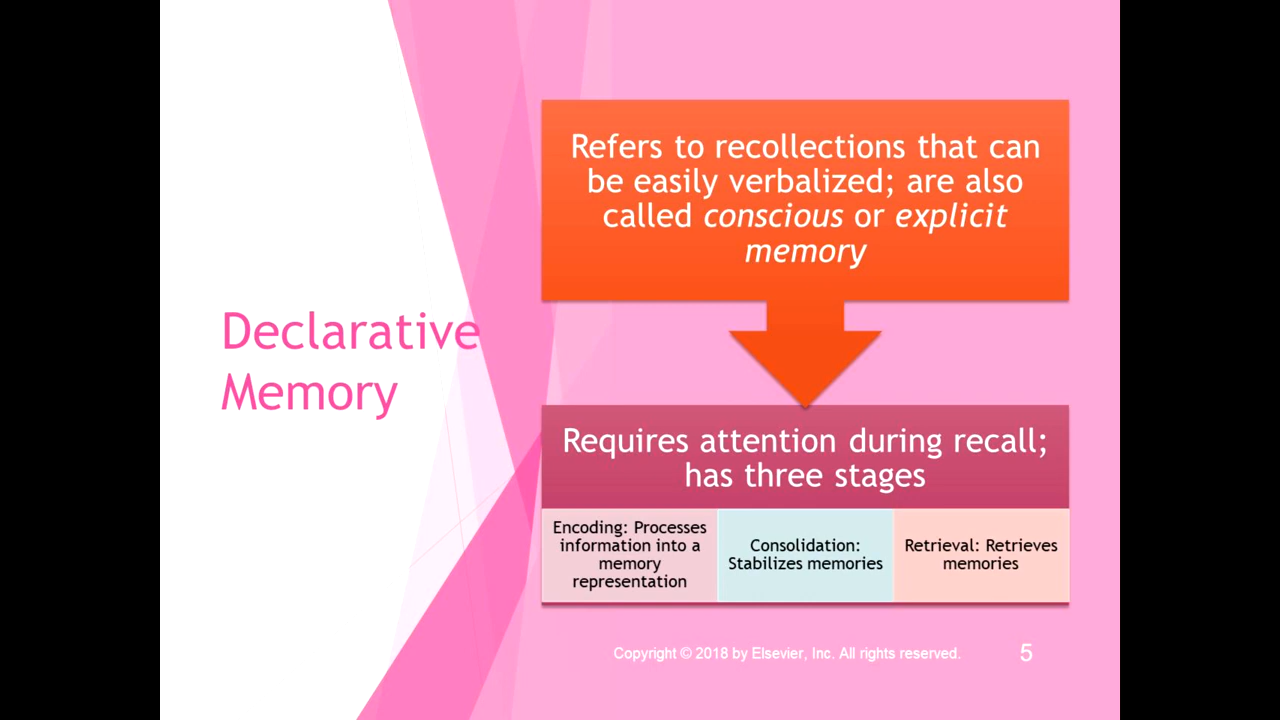 Declarative
Memory
Refers to recollections that can
be easily verbalized; are also
called conscious or explicit
memory
Requires attention during recall;
has three stages
Encoding: Processes
information into a
memory
representation
Consolidation:
Stabilizes memories
Retrieval: Retrieves
memories
Copyright © 2018 by Elsevier, Inc. All rights reserved.
5